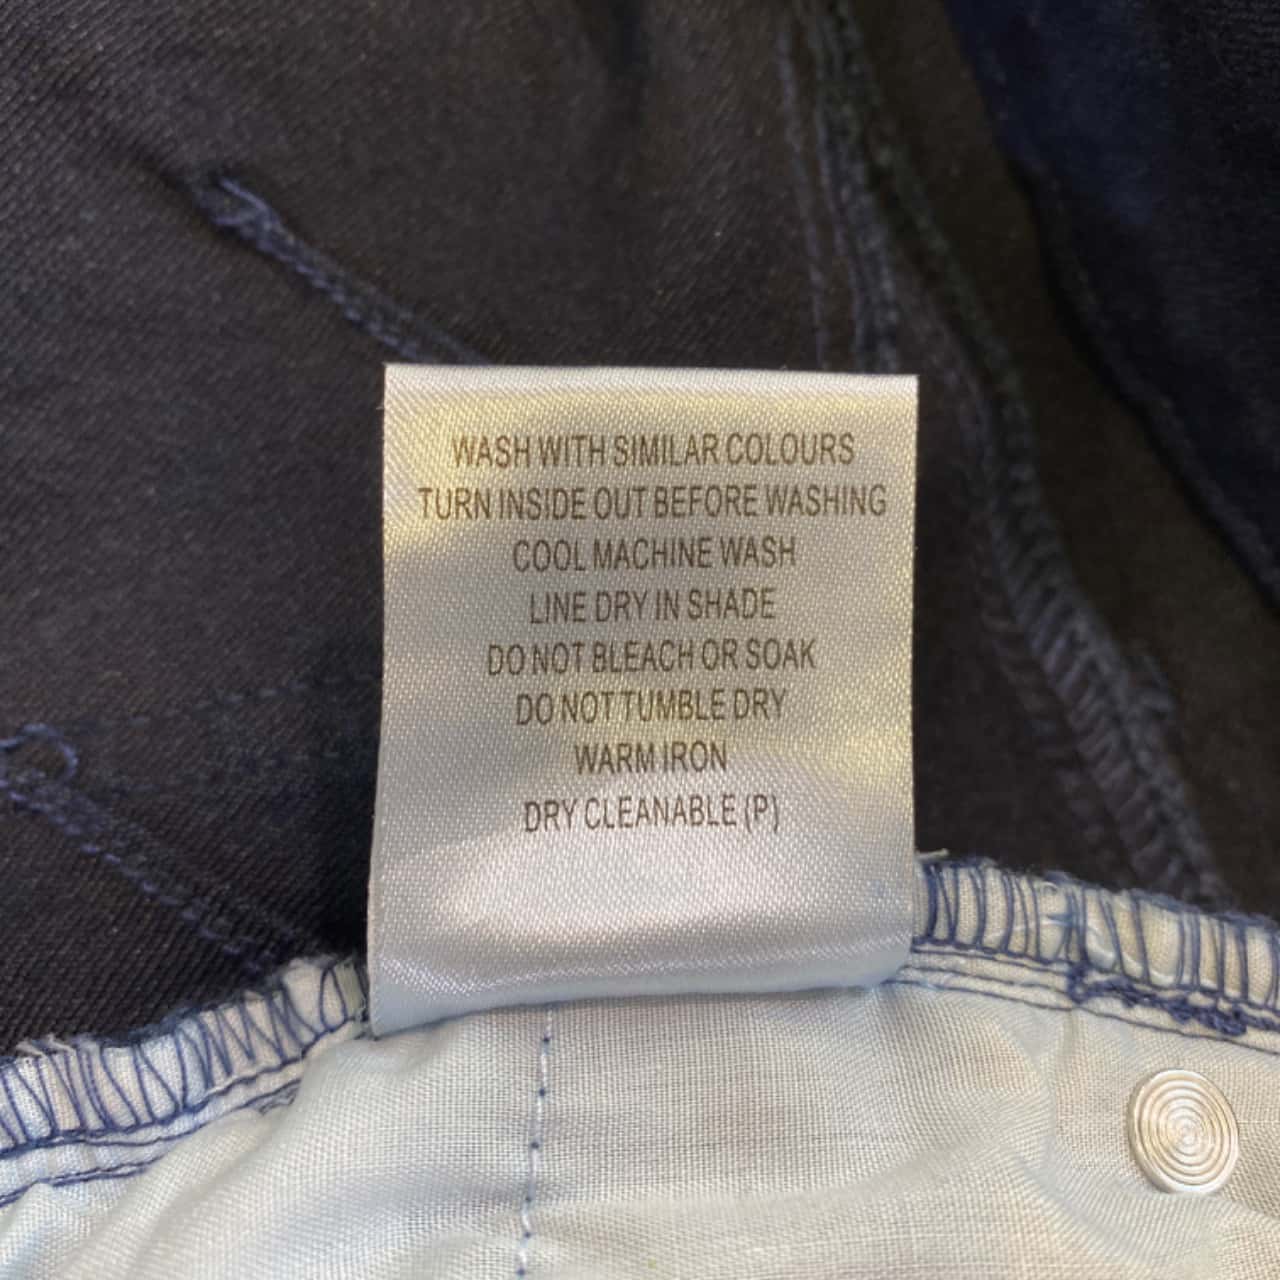 WASH WITH SIMILAR COLOURS
TURN INSIDE OUT BEFORE WASHING
COOL MACHINE WASH
LINE DRY IN SHADE
DO NOT BLEACH OR SOAK
DO NOT TUMBLE DRY
WARM IRON
DRY CLEANABLE (P)